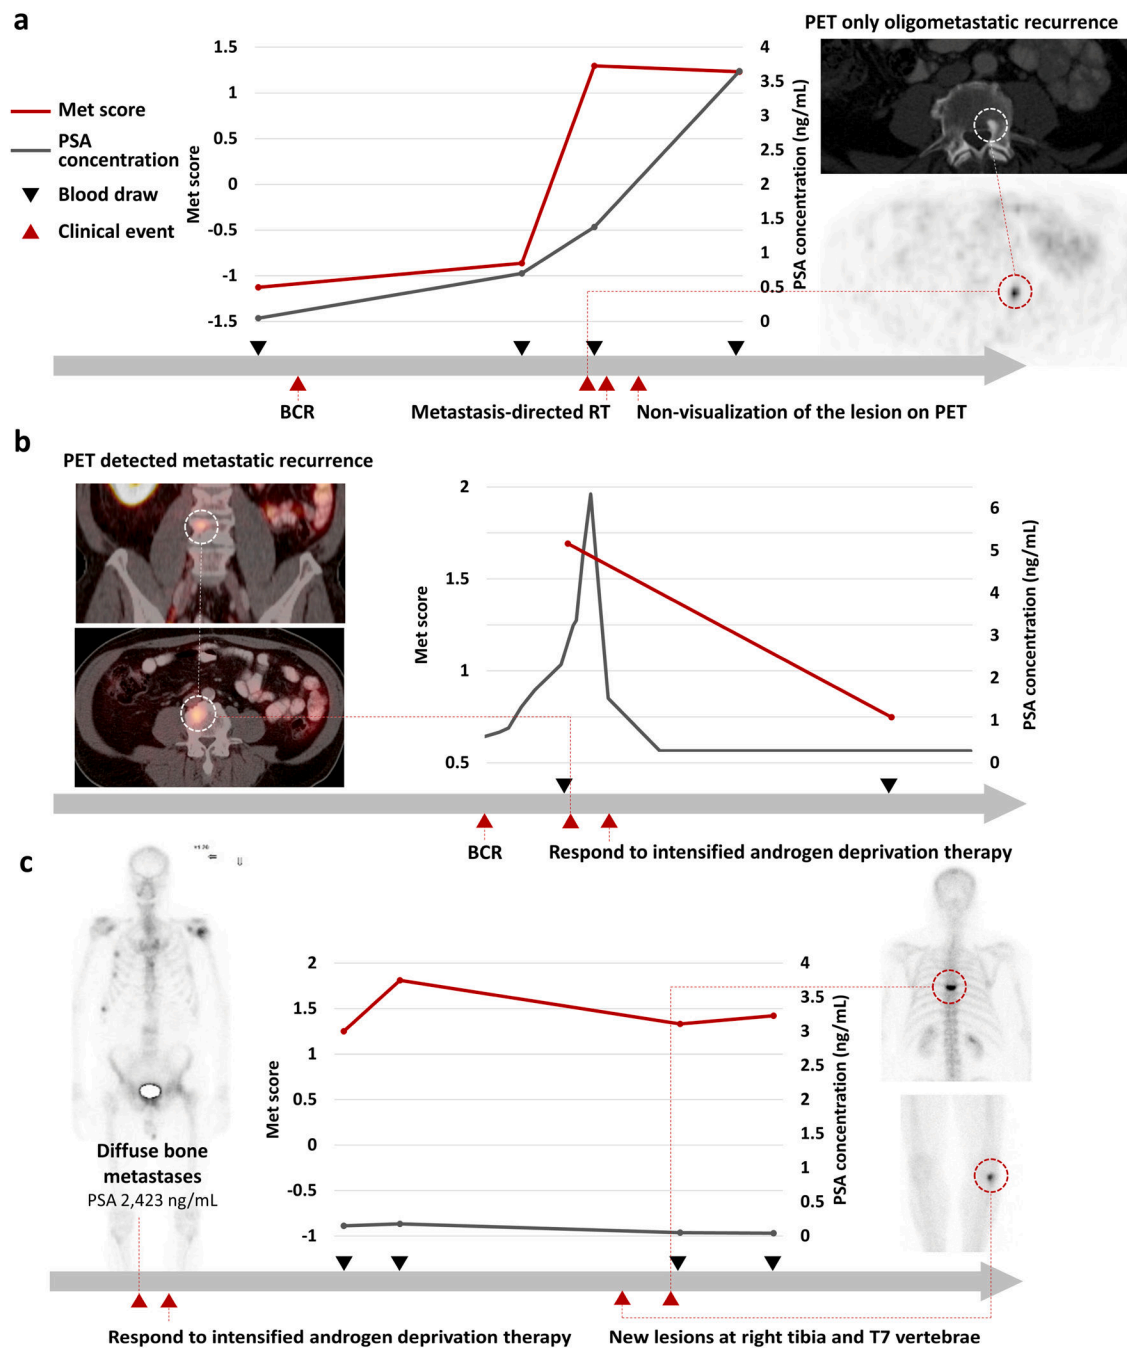 a
PET only oligometastatic recurrence
Met score
PSA
concentration
Blood draw
Clinical event
Met score
1.5
1
0.5
0
-0.5
-1
-1.5
4
3.5
3
2.5
2
1.5
1
0.5
0
PSA concentration (ng/mL)
BCR
Metastasis-directed RT
Non-visualization of the lesion on PET
b
PET detected metastatic recurrence
Met score
2
1.5
1
0.5
6
5
4
3
2
1
0
PSA concentration (ng/mL)
BCR
Respond to intensified androgen deprivation therapy
c
Diffuse bone
metastases
PSA 2,423 ng/mL
Met score
2
1.5
1
0.5
0
-0.5
-1
4
3.5
3
2.5
2
1.5
1
0.5
0
PSA concentration (ng/mL)
Respond to intensified androgen deprivation therapy
New lesions at right tibia and T7 vertebrae